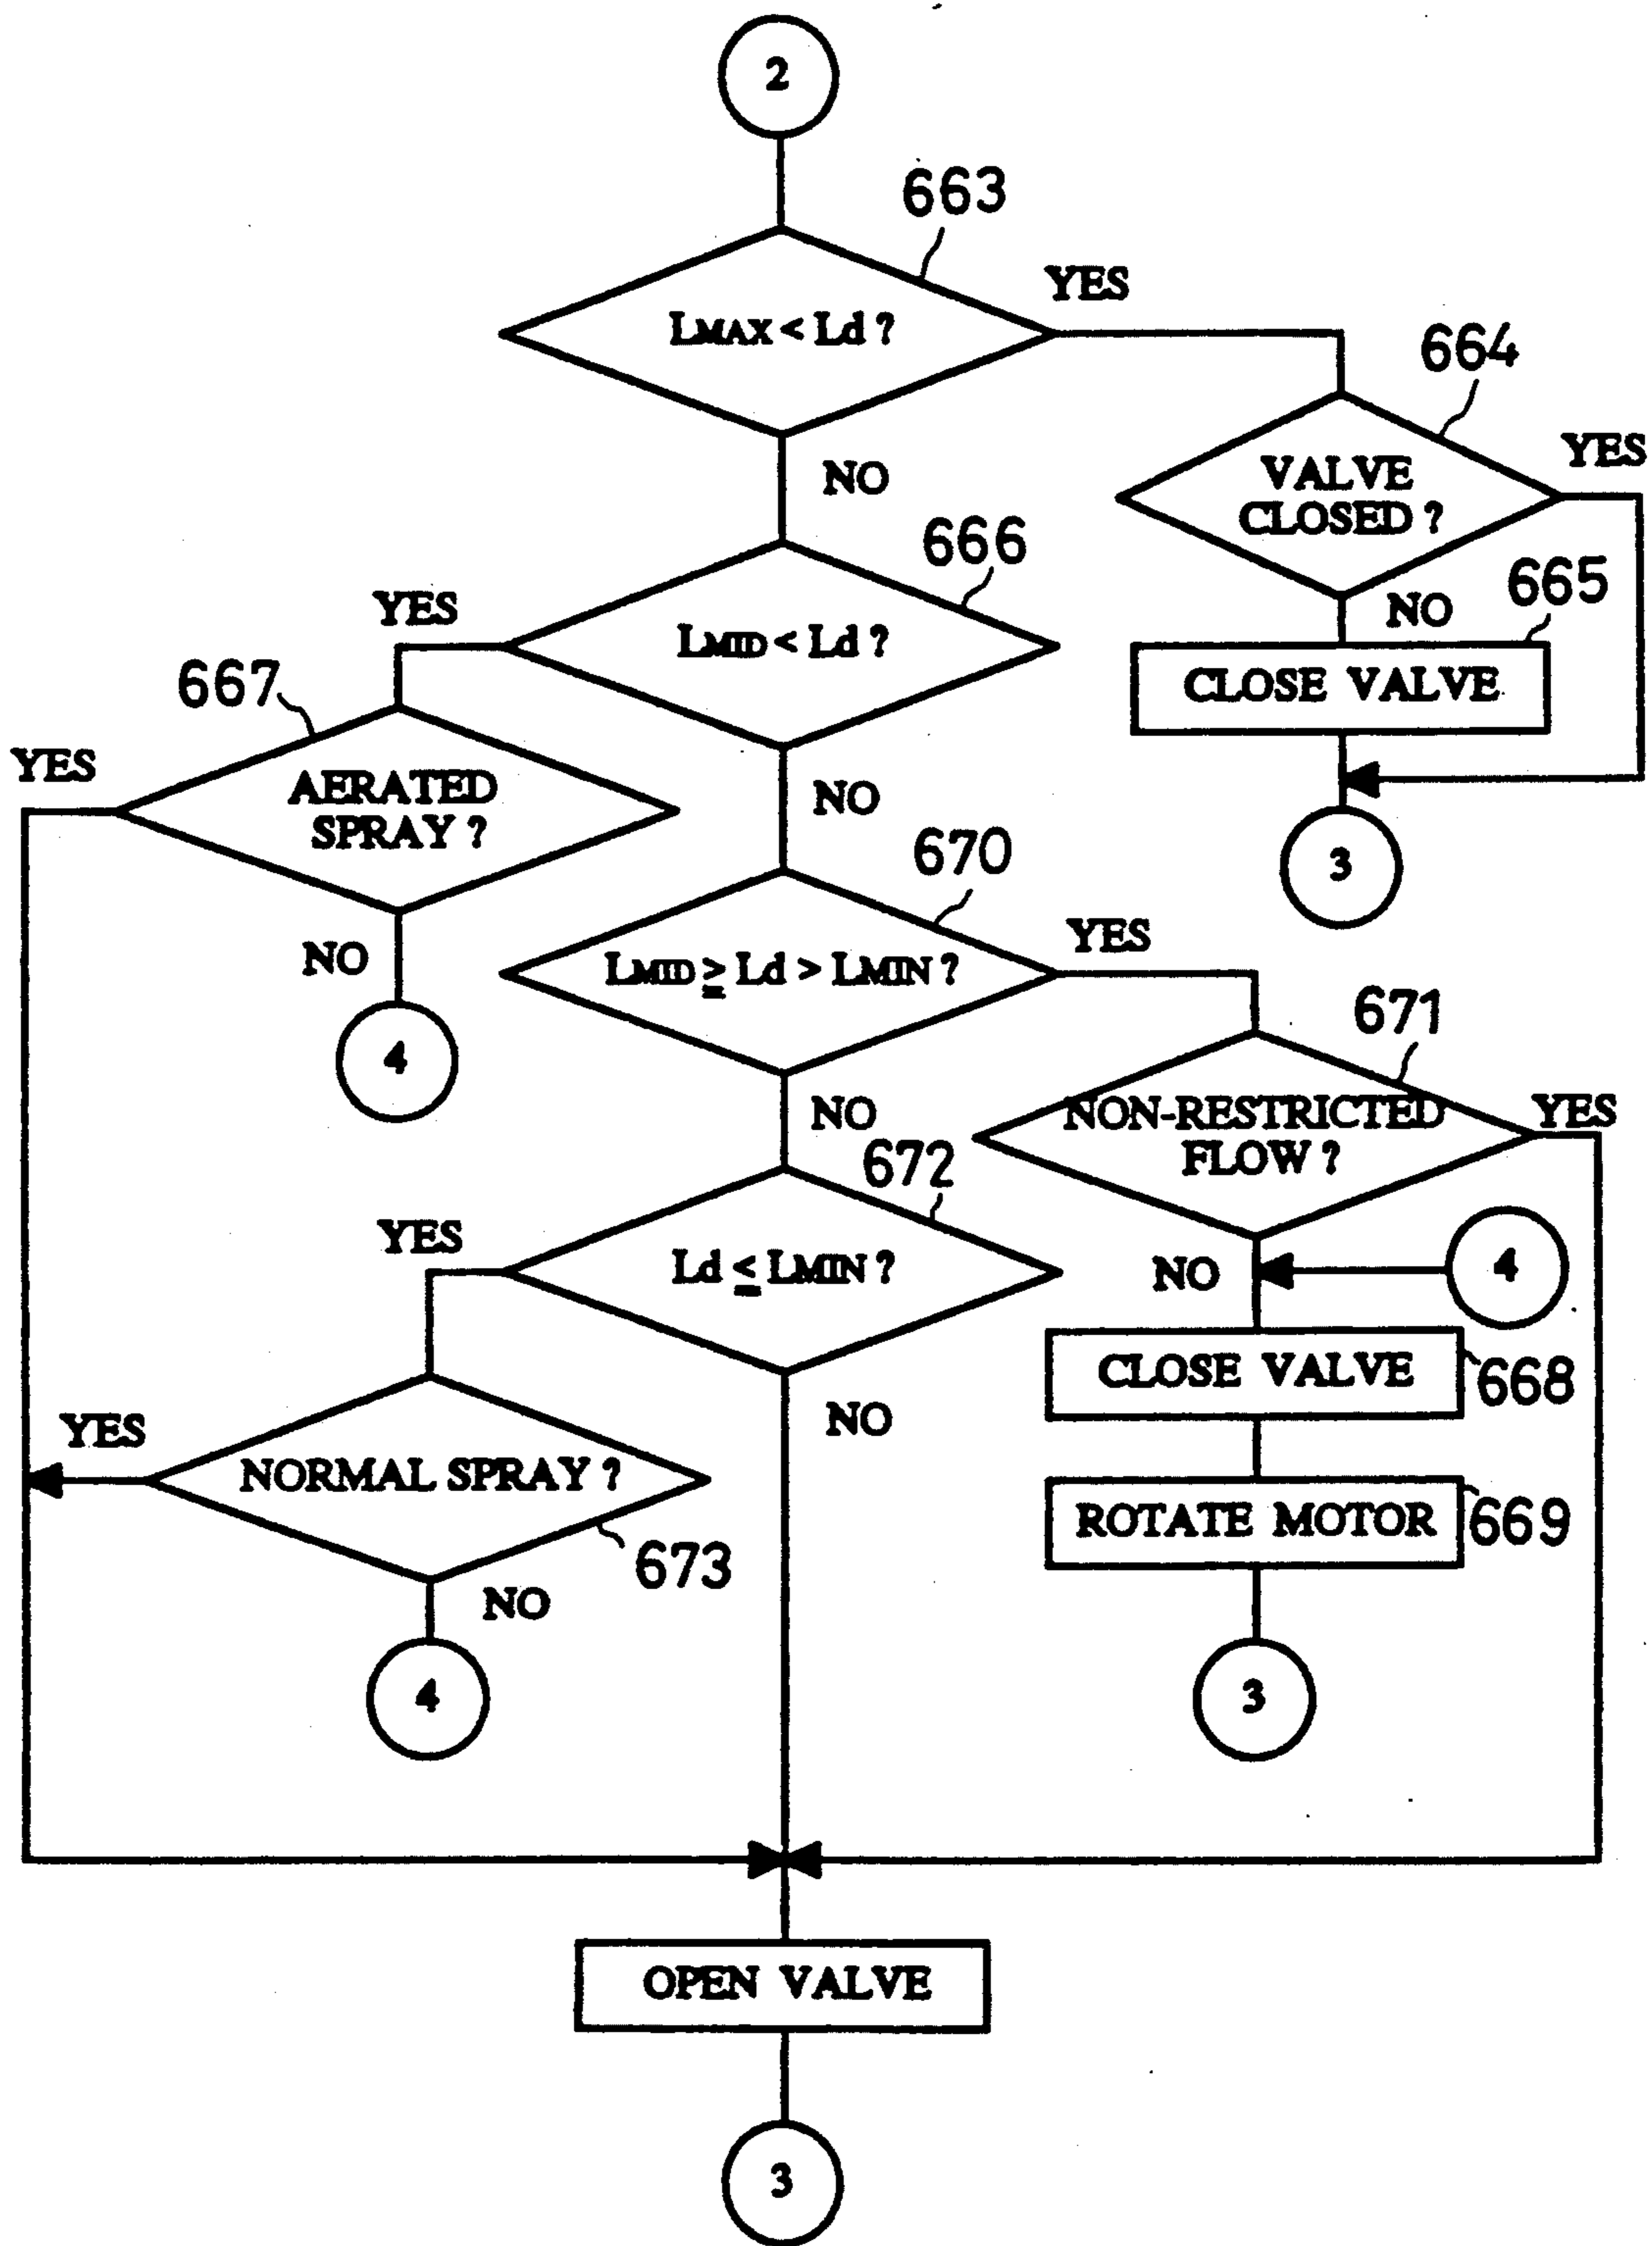 2
663
LMAX < Ld ?
YES
664
NO
VALVE
CLOSED ?
YES
666
665
YES
LMID < Ld ?
NO
CLOSE VALVE
667
YES
AERATED
SPRAY ?
NO
670
3
NO
LMID ≥ Ld > LMIN ?
YES
4
671
NO
NON-RESTRICTED
FLOW ?
YES
672
YES
Ld ≤ LMIN ?
NO
4
CLOSE VALVE
668
NO
YES
NORMAL SPRAY ?
ROTATE MOTOR
669
673
NO
4
3
OPEN VALVE
3